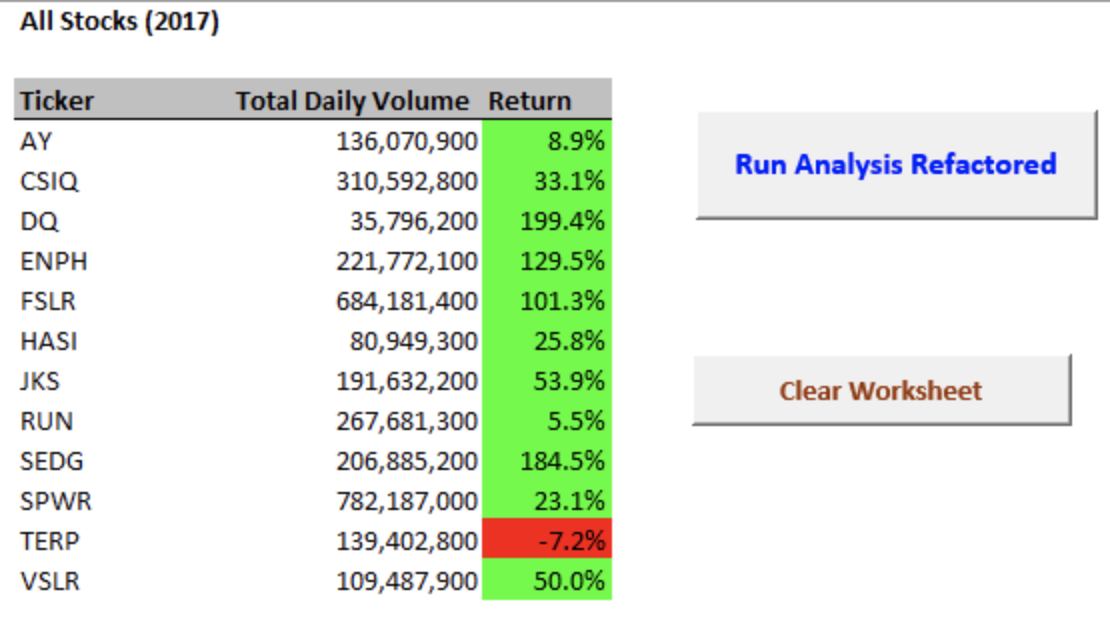 All Stocks (2017)
Ticker Total Daily Volume Return
AY 136,070,900 8.9%
CSIQ 310,592,800 33.1%
DQ 35,796,200 199.4%
ENPH 221,772,100 129.5%
FSLR 684,181,400 101.3%
HASI 80,949,300 25.8%
JKS 191,632,200 53.9%
RUN 267,681,300 5.5%
SEDG 206,885,200 184.5%
SPWR 782,187,000 23.1%
TERP 139,402,800 -7.2%
VSLR 109,487,900 50.0%
Run Analysis Refactored
Clear Worksheet